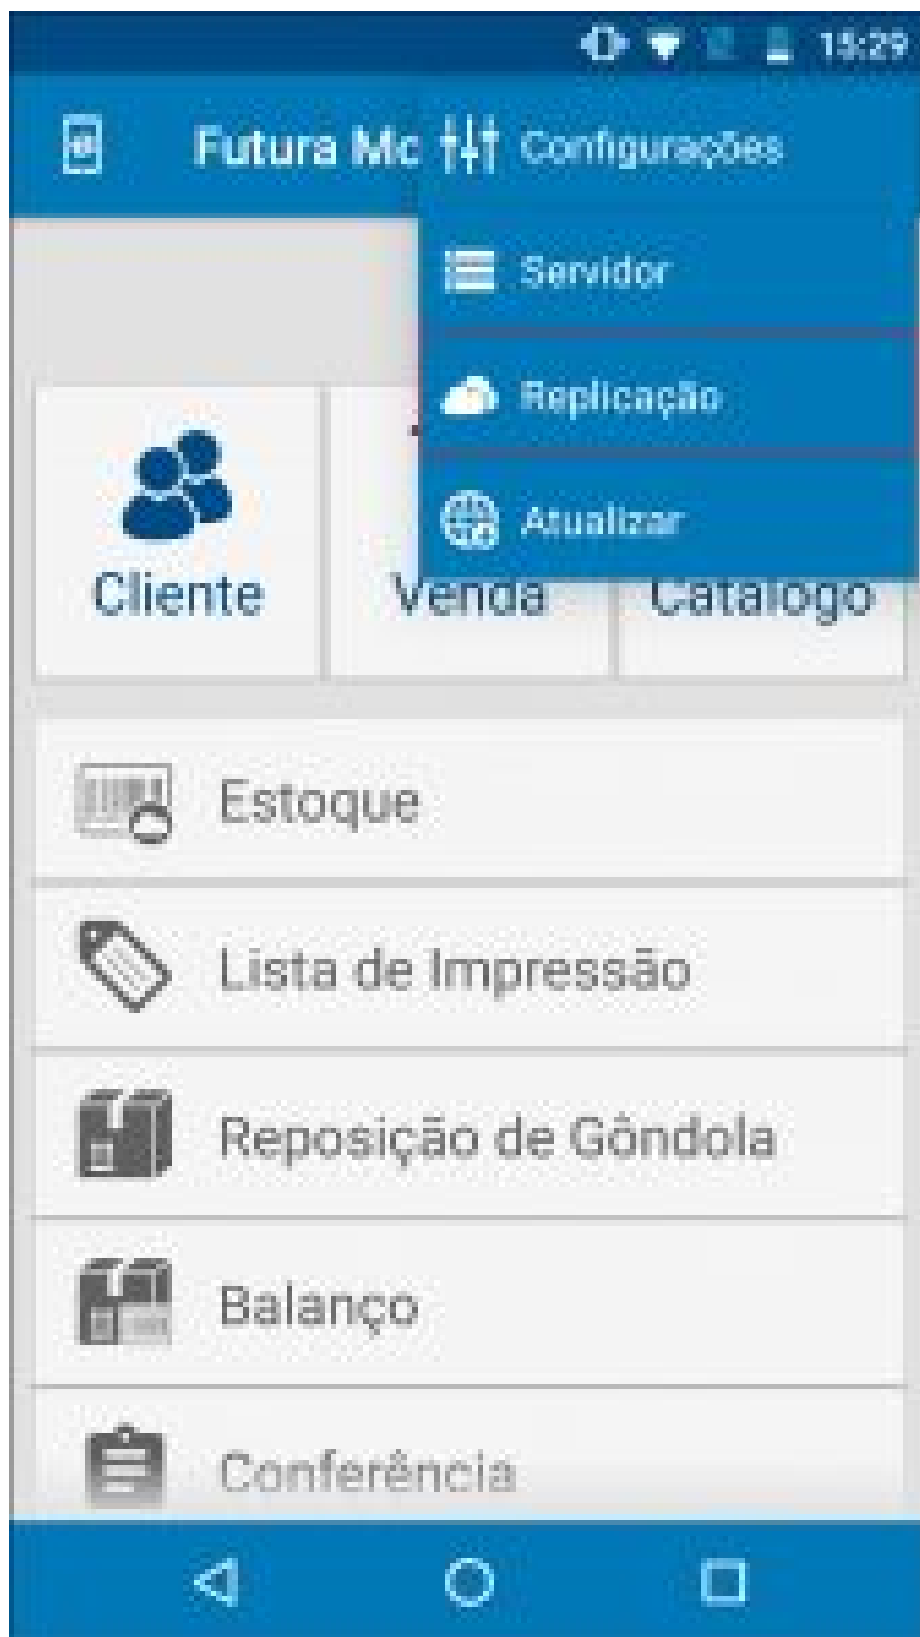 15:29
Futura Mo
Configurações
Servidor
Replicação
Atualizar
Cliente
Venda
Catálogo
Estoque
Lista de Impressão
Reposição de Gôndola
Balanço
Conferência